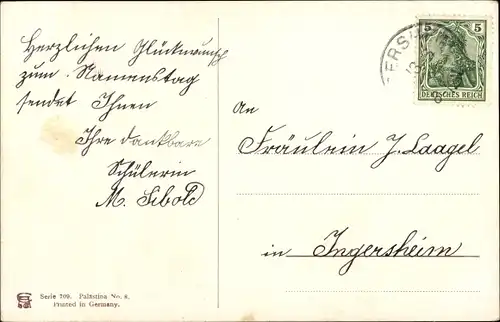 Herzlichen Glückwunsch
zum Namenstag
sendet Ihnen
Ihre dankbare
Schülerin
M. Sibold
5 5
DEUTSCHES REICH
An
Fräulein J. Laagel
in Ingersheim
Serie 709. Palästina No. 8.
Printed in Germany.